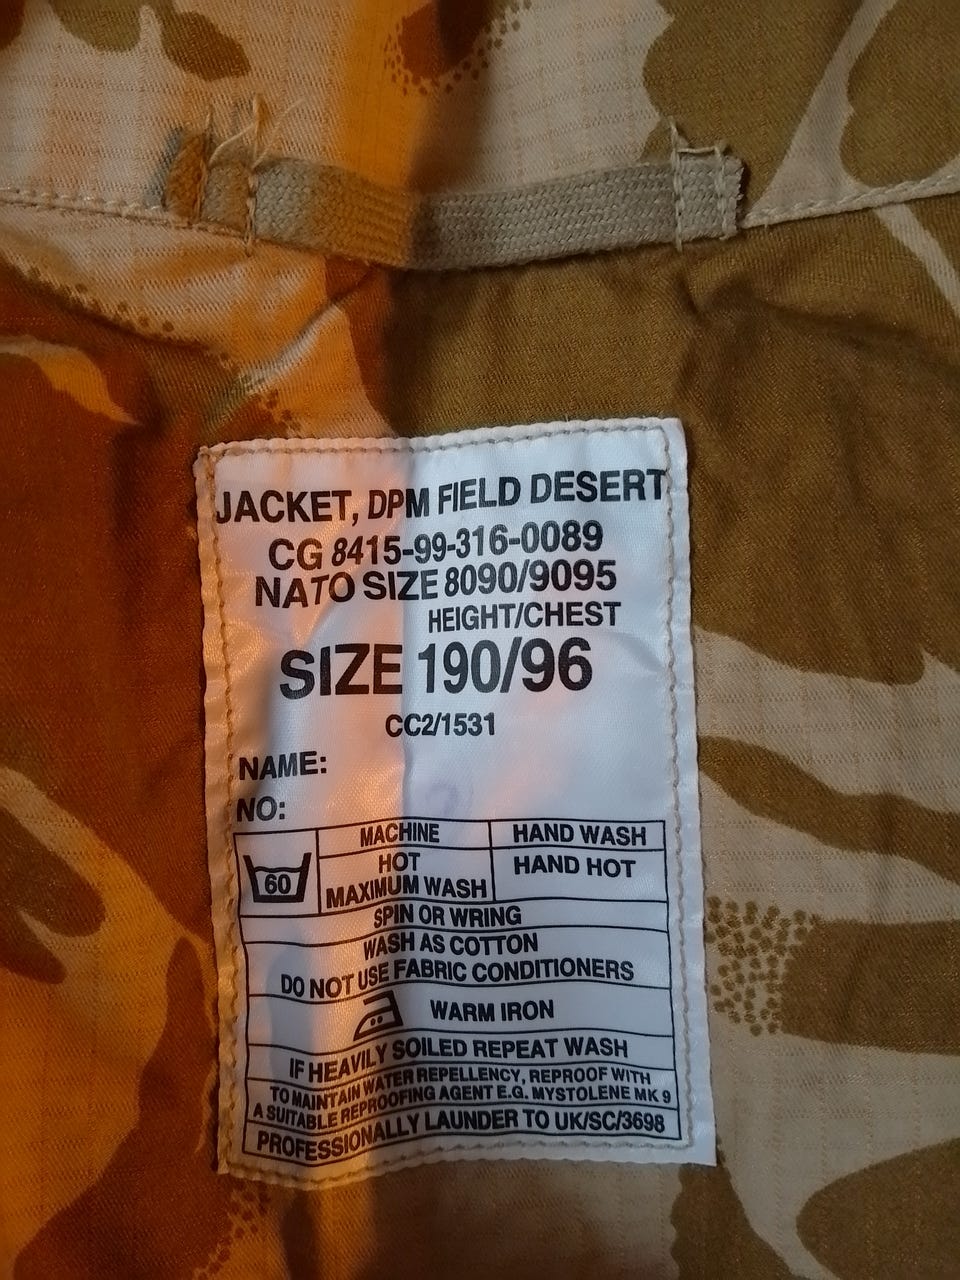 JACKET, DPM FIELD DESERT
CG 8415-99-316-0089
NATO SIZE 8090/9095
HEIGHT/CHEST
SIZE 190/96
CC2/1531
NAME:
NO:
60
MACHINE
HOT
MAXIMUM WASH
HAND WASH
HAND HOT
SPIN OR WRING
WASH AS COTTON
DO NOT USE FABRIC CONDITIONERS
WARM IRON
IF HEAVILY SOILED REPEAT WASH
TO MAINTAIN WATER REPELLENCY, REPROOF WITH
A SUITABLE REPROOFING AGENT E.G. MYSTOLENE MK 9
PROFESSIONALLY LAUNDER TO UK/SC/3698